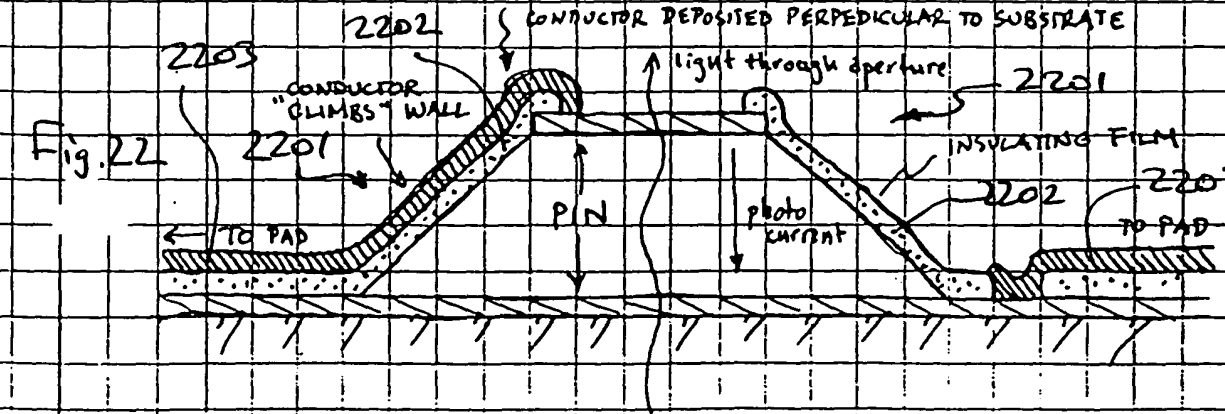 CONDUCTOR DEPOSITED PERPEDICULAR TO SUBSTRATE
2202
2203
light through aperture
2201
CONDUCTOR
"CLIMBS" WALL
Fig. 22
2201
INSULATING FILM
2202
220
PIN
photo
current
TO PAD
TO PAD